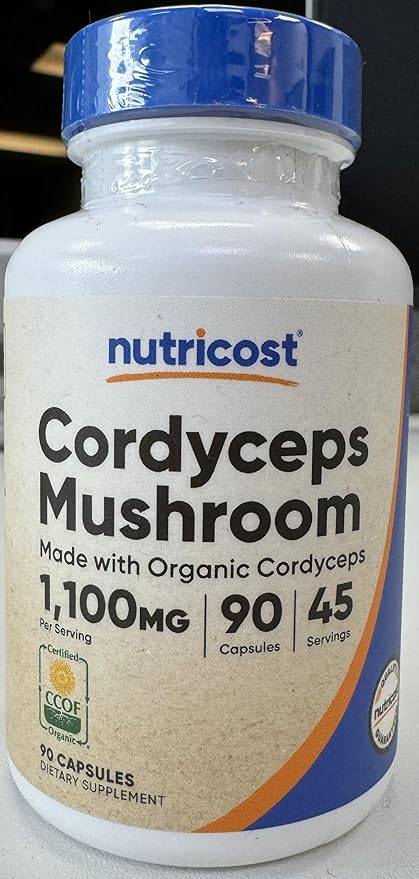 nutricost®
Cordyceps
Mushroom
Made with Organic Cordyceps
1,100MG
Per Serving
90
Capsules
45
Servings
Certified
CCOF
Organic
90 CAPSULES
DIETARY SUPPLEMENT
nutricost